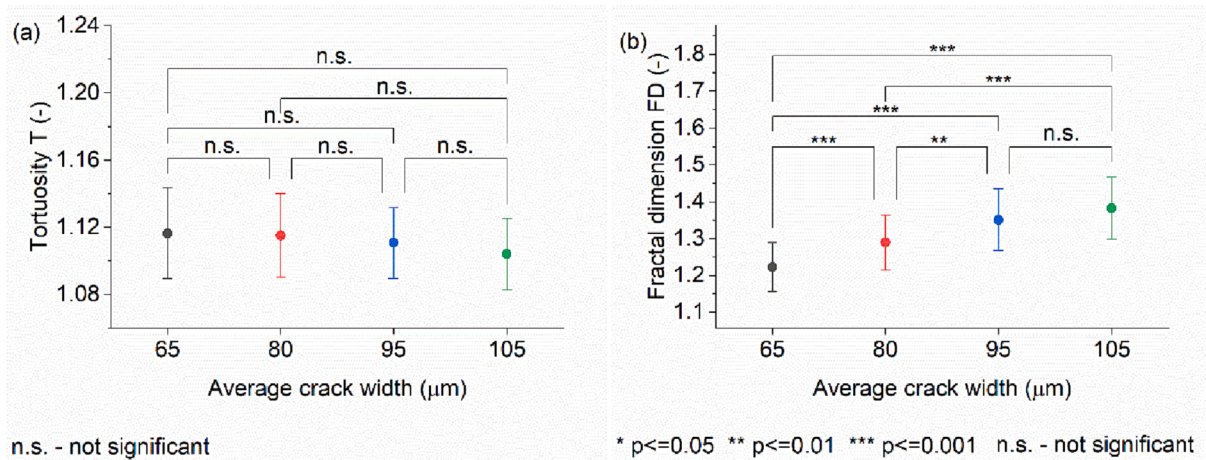 (a)
1.24
1.20
1.16
1.12
1.08
Tortuosity T (-)
n.s.
n.s.
n.s.
n.s.
n.s.
n.s.
65
80
95
105
Average crack width (μm)
n.s. - not significant
(b)
1.8
1.7
1.6
1.5
1.4
1.3
1.2
1.1
Fractal dimension FD (-)
***
***
***
***
**
n.s.
65
80
95
105
Average crack width (μm)
* p<=0.05 ** p<=0.01 *** p<=0.001 n.s. - not significant